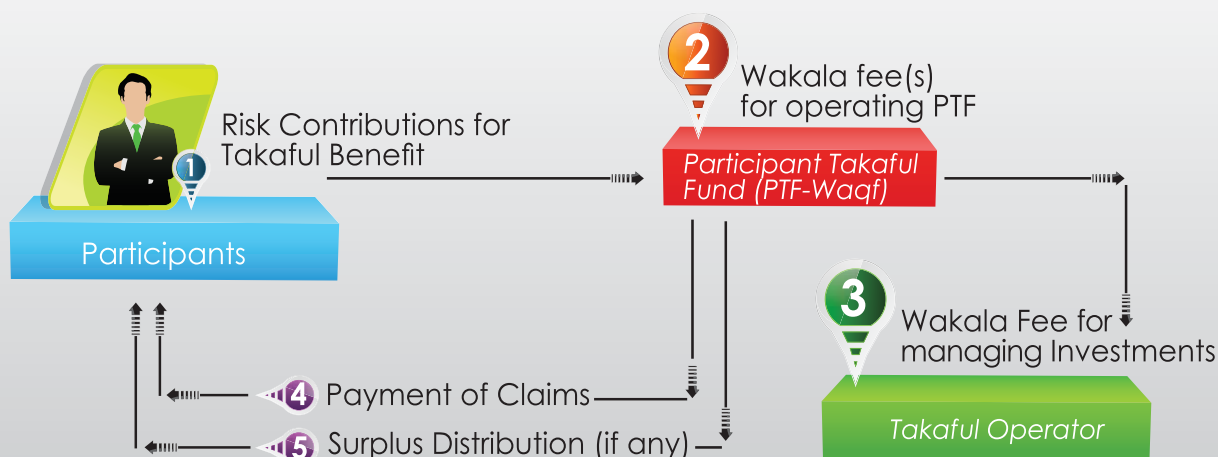 2
Wakala fee(s)
for operating PTF
Risk Contributions for
Takaful Benefit
1
Participant Takaful
Fund (PTF-Waqf)
Participants
3
Wakala Fee for
managing Investments
4 Payment of Claims
Takaful Operator
5 Surplus Distribution (if any)